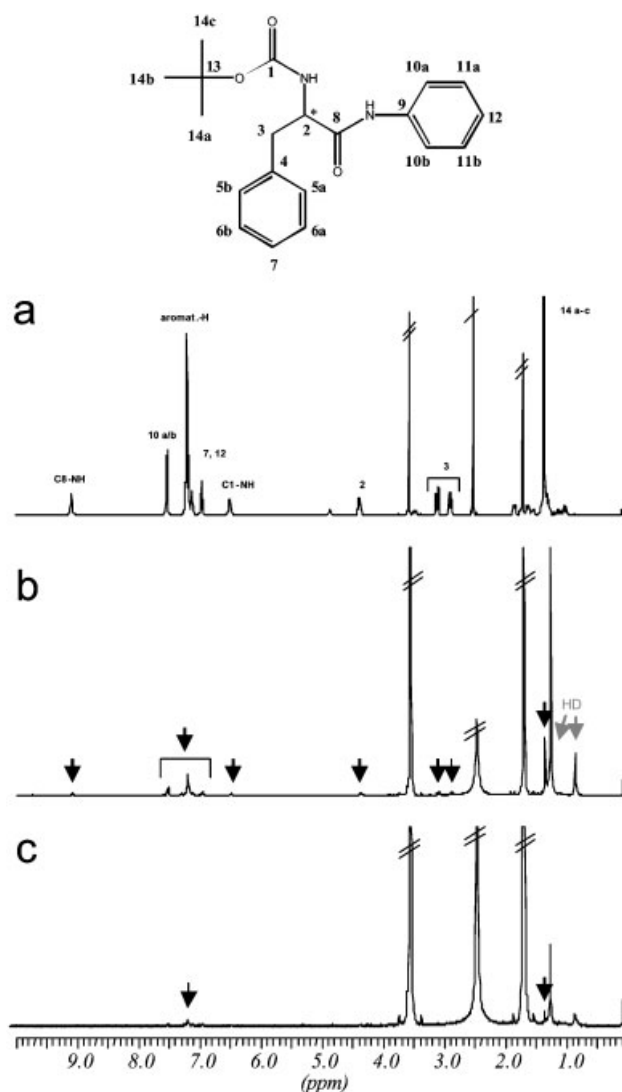 14c O O
14b 13 O 1 NH 10a 11a
14a 3 2 * 8 NH 9 12
4 O 10b 11b
5b 5a
6b 6a
7
a
aromat.-H 14 a-c
10 a/b
7, 12 3
C8-NH C1-NH 2
b
HD
c
9.0 8.0 7.0 6.0 5.0 4.0 3.0 2.0 1.0
(ppm)